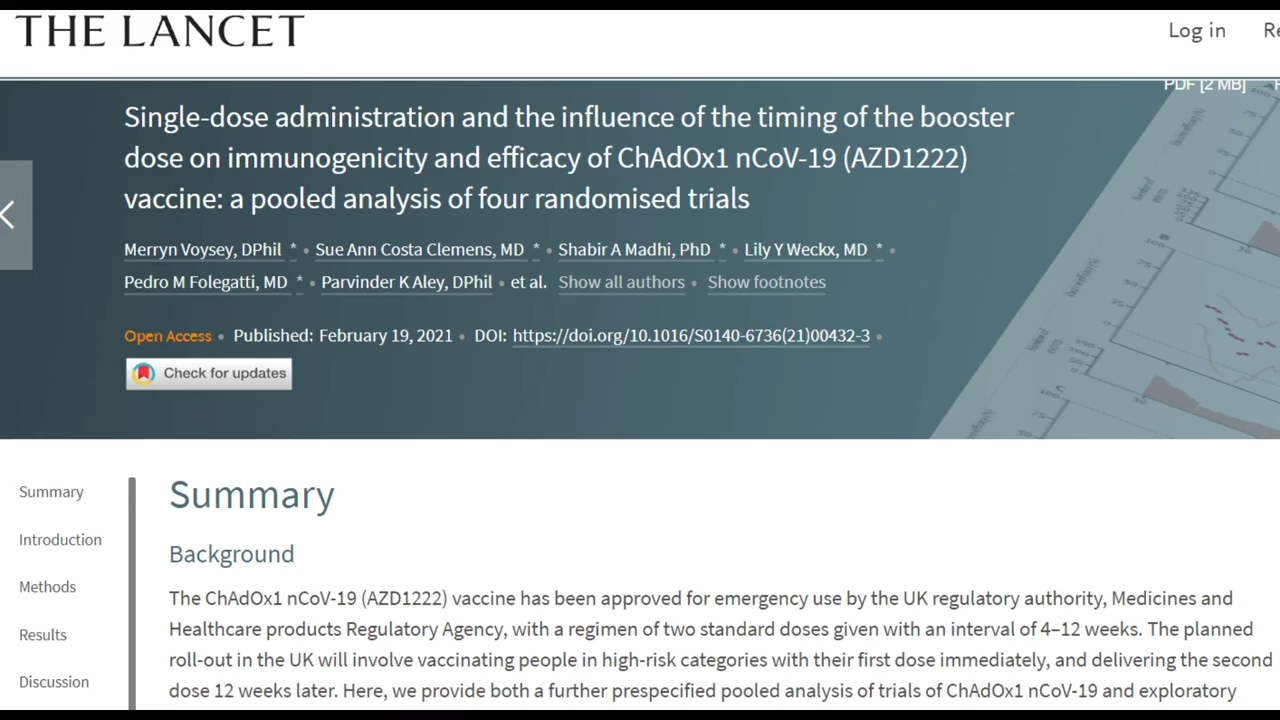 THE LANCET
Log in
PDF [2 MB]
Single-dose administration and the influence of the timing of the booster
dose on immunogenicity and efficacy of ChAdOx1 nCoV-19 (AZD1222)
vaccine: a pooled analysis of four randomised trials
Merryn Voysey, DPhil * • Sue Ann Costa Clemens, MD * • Shabir A Madhi, PhD * • Lily Y Weckx, MD * •
Pedro M Folegatti, MD * • Parvinder K Aley, DPhil • et al. Show all authors • Show footnotes
Open Access • Published: February 19, 2021 • DOI: https://doi.org/10.1016/S0140-6736(21)00432-3 •
Check for updates
Summary
Introduction
Methods
Results
Discussion
Summary
Background
The ChAdOx1 nCoV-19 (AZD1222) vaccine has been approved for emergency use by the UK regulatory authority, Medicines and
Healthcare products Regulatory Agency, with a regimen of two standard doses given with an interval of 4–12 weeks. The planned
roll-out in the UK will involve vaccinating people in high-risk categories with their first dose immediately, and delivering the second
dose 12 weeks later. Here, we provide both a further prespecified pooled analysis of trials of ChAdOx1 nCoV-19 and exploratory